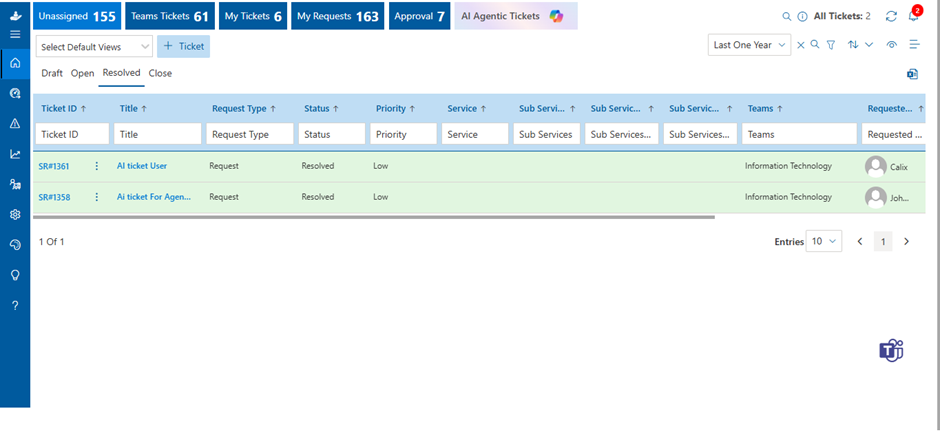 Unassigned 155 Teams Tickets 61 My Tickets 6 My Requests 163 Approval 7 AI Agentic Tickets All Tickets: 2 2
Select Default Views + Ticket Last One Year
Draft Open Resolved Close
Ticket ID ↑ Title ↑ Request Type ↑ Status ↑ Priority ↑ Service ↑ Sub Servi... ↑ Sub Servic... ↑ Sub Servic... ↑ Teams ↑ Requeste... ↑
Ticket ID Title Request Type Status Priority Service Sub Services Sub Services... Sub Services... Teams Requested ...
SR#1361 AI ticket User Request Resolved Low Information Technology Calix
SR#1358 Ai ticket For Agen... Request Resolved Low Information Technology Joh...
1 Of 1 Entries 10 1